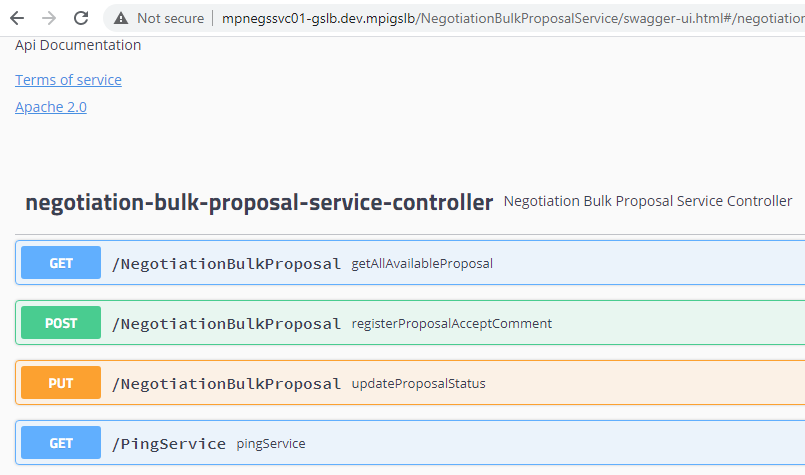 Not secure | mpnegssvc01-gslb.dev.mpigslb/NegotiationBulkProposalService/swagger-ui.html#/negotiation
Api Documentation
Terms of service
Apache 2.0
negotiation-bulk-proposal-service-controller Negotiation Bulk Proposal Service Controller
GET /NegotiationBulkProposal getAllAvailableProposal
POST /NegotiationBulkProposal registerProposalAcceptComment
PUT /NegotiationBulkProposal updateProposalStatus
GET /PingService pingService